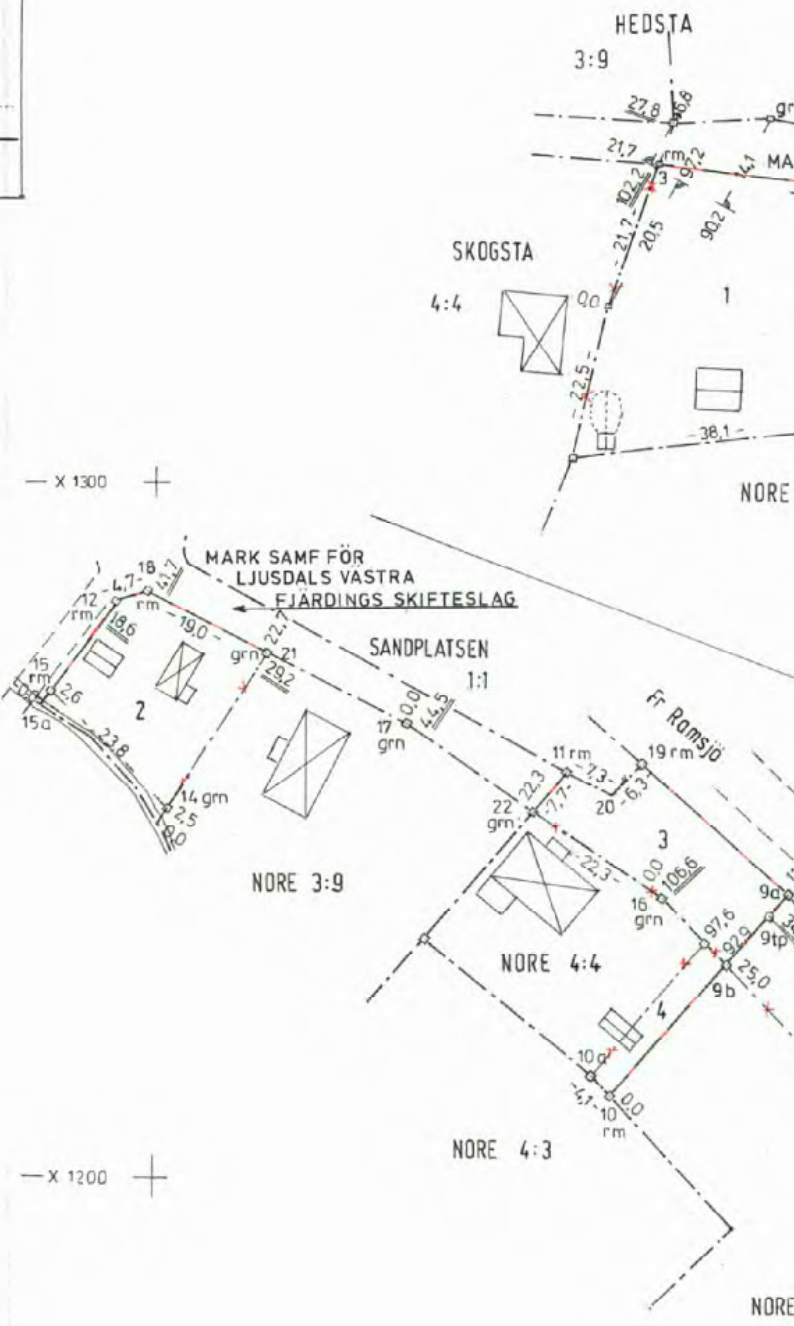 HEDSTA
3:9
27,8
6,8
gr
21,7
rm
3
97,2
14,1
MA
102,2
21,7
20,5
90,2
SKOGSTA
4:4
0,0
1
22,5
38,1
X 1300
NORE
MARK SAMF FÖR
LJUSDALS VÄSTRA
FJÄRDINGS SKIFTESLAG
18
rm
4,7
41,7
12
rm
18,6
19,0
22,7
grn
21
29,2
SANDPLATSEN
1:1
15
rm
2,6
2
15a
23,8
14 grn
2,5
0,0
17
grn
0,0
44,5
Fr Ramsjö
11 rm
7,3
19 rm
20
6,3
22,3
7,7
22
grn
3
22,3
0,0
106,6
16
grn
9a
9tp
97,6
92,9
25,0
9b
NORE 3:9
NORE 4:4
4
10a
4,1
10
rm
0,0
NORE 4:3
X 1200
NORE